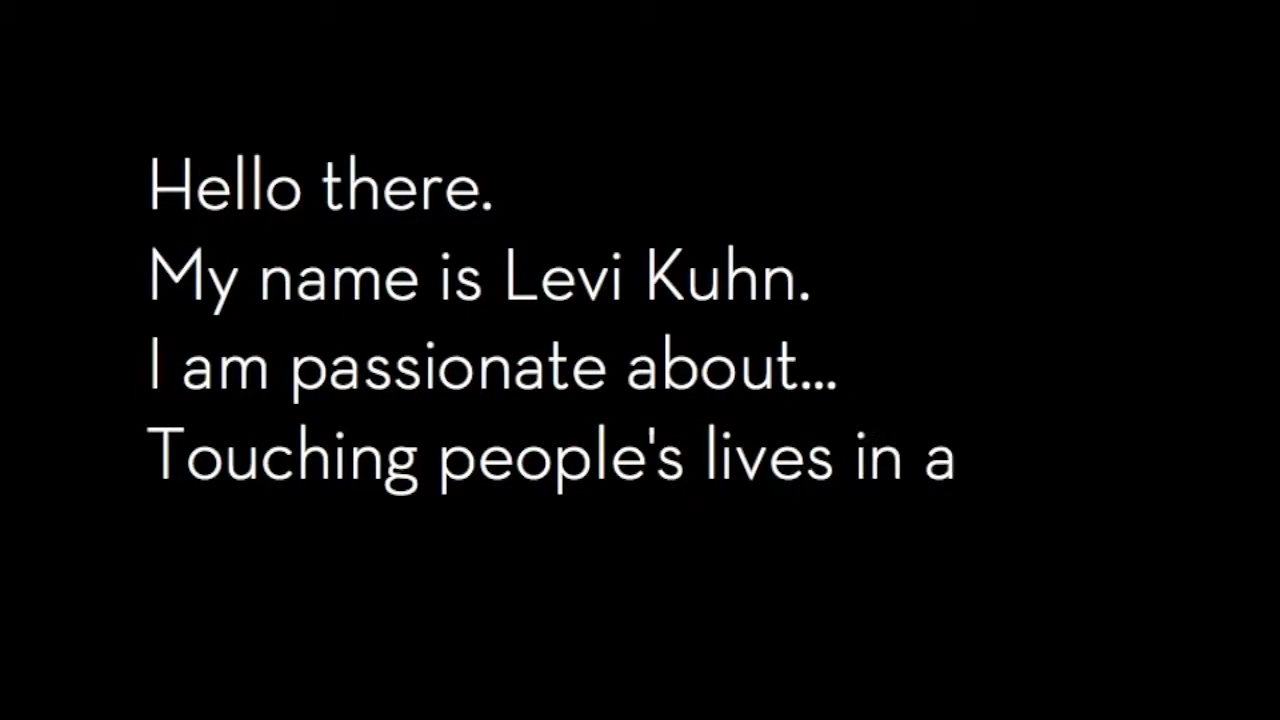 Hello there.
My name is Levi Kuhn.
I am passionate about...
Touching people's lives in a